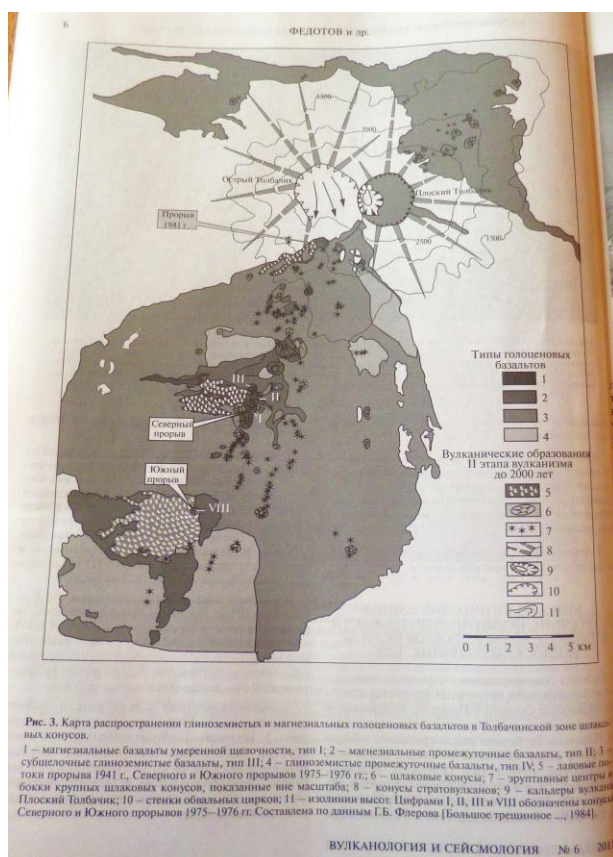 6
ФЕДОТОВ и др.
1500
2000
Острый Толбачик
Плоский Толбачик
Прорыв
1941 г.
2500
1500
Типы голоценовых
базальтов
1
2
3
4
III
II
I
Северный
прорыв
Южный
прорыв
VIII
Вулканические образования
II этапа вулканизма
до 2000 лет
5
6
7
8
9
10
11
0 1 2 3 4 5 км
Рис. 3. Карта распространения глиноземистых и магнезиальных голоценовых базальтов в Толбачинской зоне шлако-
вых конусов.
1 – магнезиальные базальты умеренной щелочности, тип I; 2 – магнезиальные промежуточные базальты, тип II; 3 –
субщелочные глиноземистые базальты, тип III; 4 – глиноземистые промежуточные базальты, тип IV; 5 – лавовые по-
токи прорыва 1941 г., Северного и Южного прорывов 1975–1976 гг.; 6 – шлаковые конусы; 7 – эруптивные центры и
бокки крупных шлаковых конусов, показанные вне масштаба; 8 – конусы стратовулканов; 9 – кальдеры вулкана
Плоский Толбачик; 10 – стенки обвальных цирков; 11 – изолинии высот. Цифрами I, II, III и VIII обозначены конусы
Северного и Южного прорывов 1975–1976 гг. Составлена по данным Г.Б. Флерова [Большое трещинное ..., 1984].
ВУЛКАНОЛОГИЯ И СЕЙСМОЛОГИЯ № 6